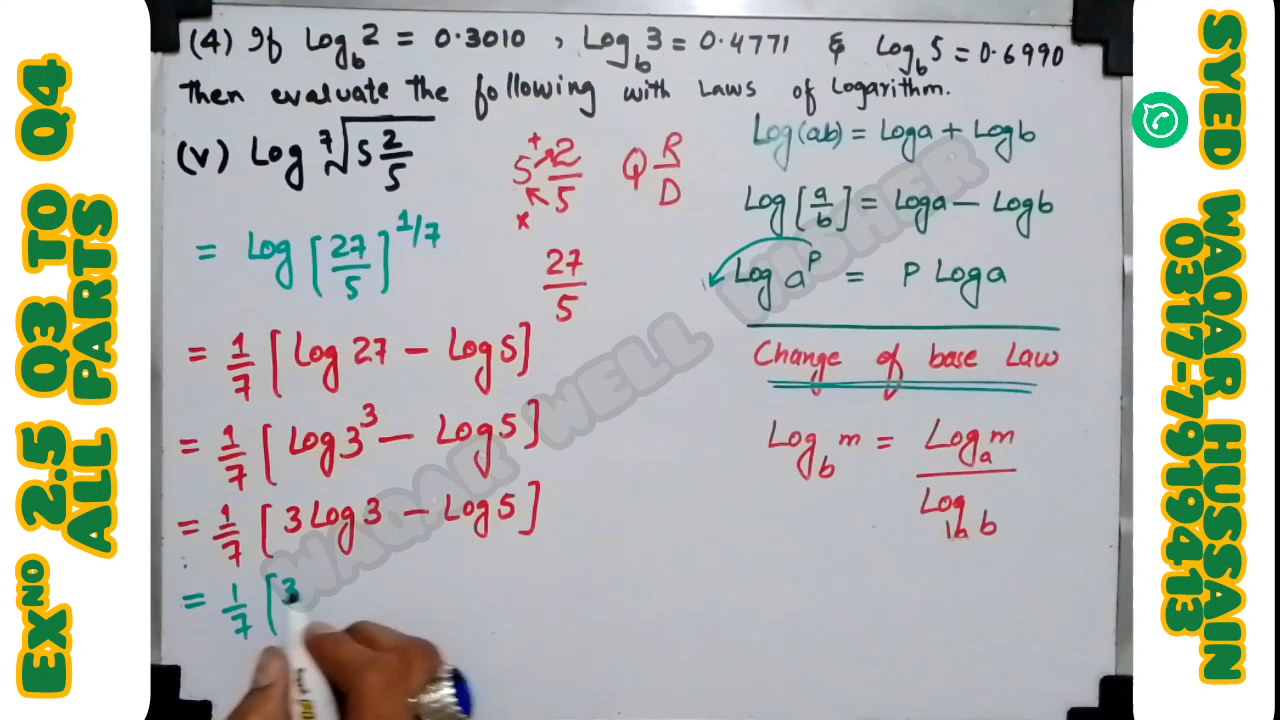 (4) If Log_b 2 = 0.3010 , Log_b 3 = 0.4771 & Log_b 5 = 0.6990
Then evaluate the following with Laws of Logarithm.
(v) Log ⁷√5 2/5
= Log [27/5]^1/7
= 1/7 [Log 27 - Log 5]
= 1/7 [Log 3³ - Log 5]
= 1/7 [3 Log 3 - Log 5]
= 1/7 [3
+
5 2/5
×
Q R/D
27/5
Log(ab) = Log a + Log b
Log [a/b] = Log a - Log b
Log a^P = P Log a
Change of base Law
Log_b m = Log_a m / Log b
WAQAR WELL WISHER
EX^NO 2.5 Q3 TO Q4
ALL PARTS
SYED WAQAR HUSSAIN
0317-7919413